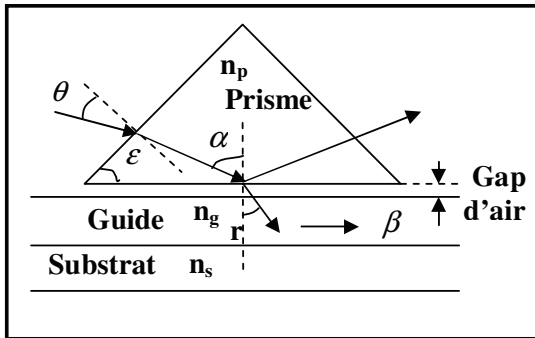 n_p
Prisme
θ
α
ε
Gap
d'air
Guide n_g
r
β
Substrat n_s